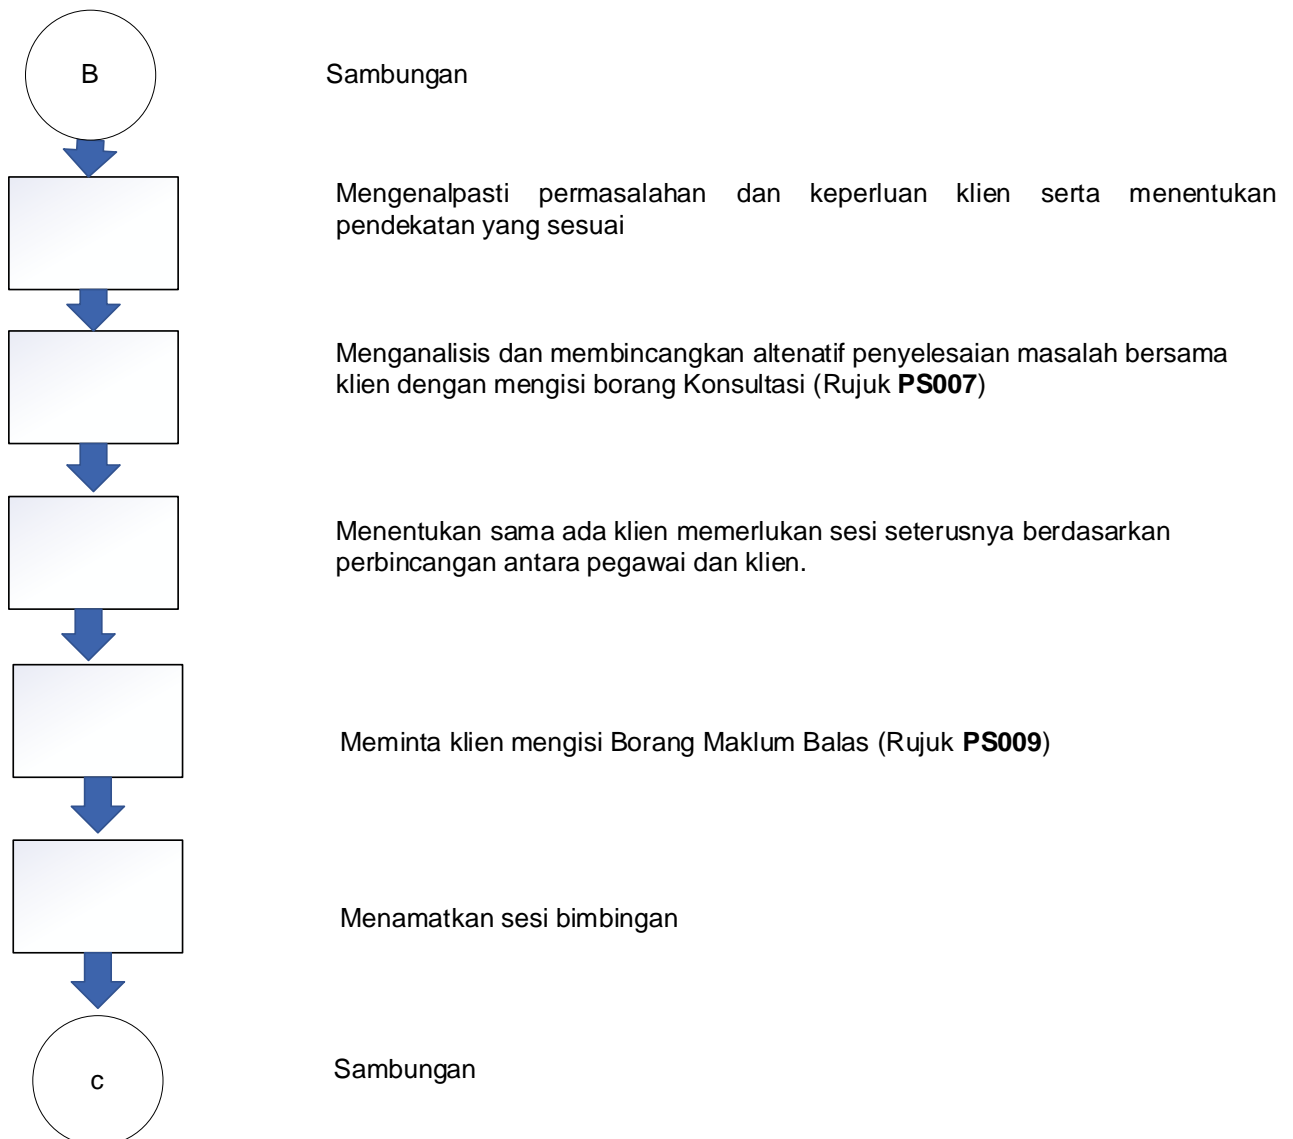 B
Sambungan
Mengenalpasti permasalahan dan keperluan klien serta menentukan
pendekatan yang sesuai
Menganalisis dan membincangkan altenatif penyelesaian masalah bersama
klien dengan mengisi borang Konsultasi (Rujuk PS007)
Menentukan sama ada klien memerlukan sesi seterusnya berdasarkan
perbincangan antara pegawai dan klien.
Meminta klien mengisi Borang Maklum Balas (Rujuk PS009)
Menamatkan sesi bimbingan
c
Sambungan